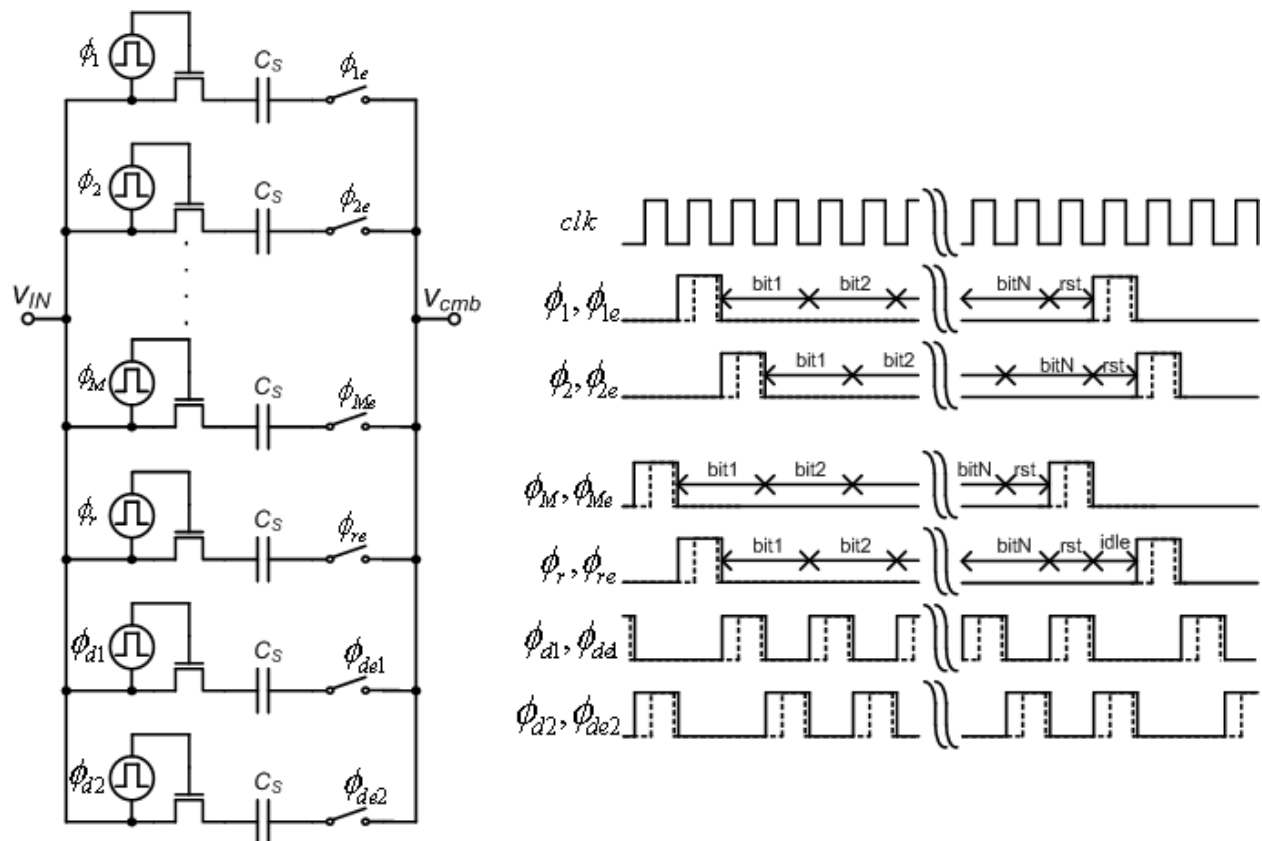 ϕ1 CS ϕ1e
ϕ2 CS ϕ2e
VIN Vcmb
ϕM CS ϕMe
ϕr CS ϕre
ϕd1 CS ϕde1
ϕd2 CS ϕde2
clk
ϕ1, ϕ1e bit1 bit2 bitN rst
ϕ2, ϕ2e bit1 bit2 bitN rst
ϕM, ϕMe bit1 bit2 bitN rst
ϕr, ϕre bit1 bit2 bitN rst idle
ϕd1, ϕde1
ϕd2, ϕde2